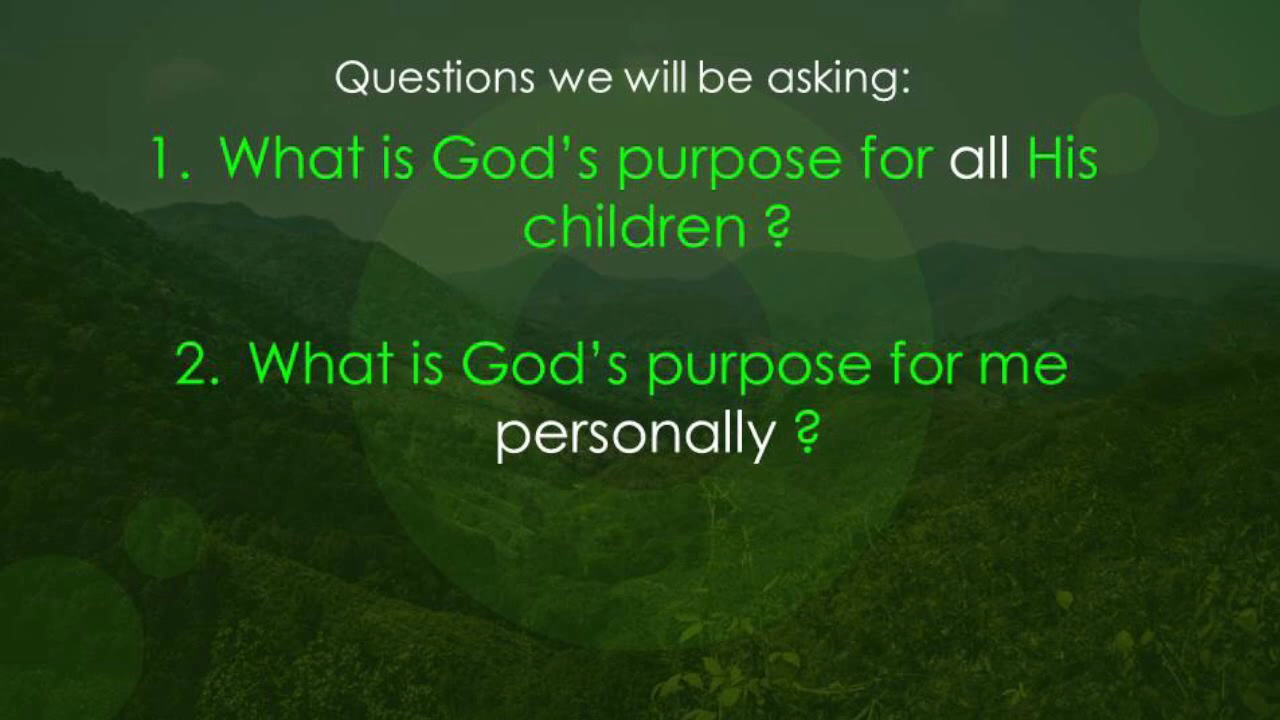 Questions we will be asking:
1. What is God’s purpose for all His
children ?
2. What is God’s purpose for me
personally ?